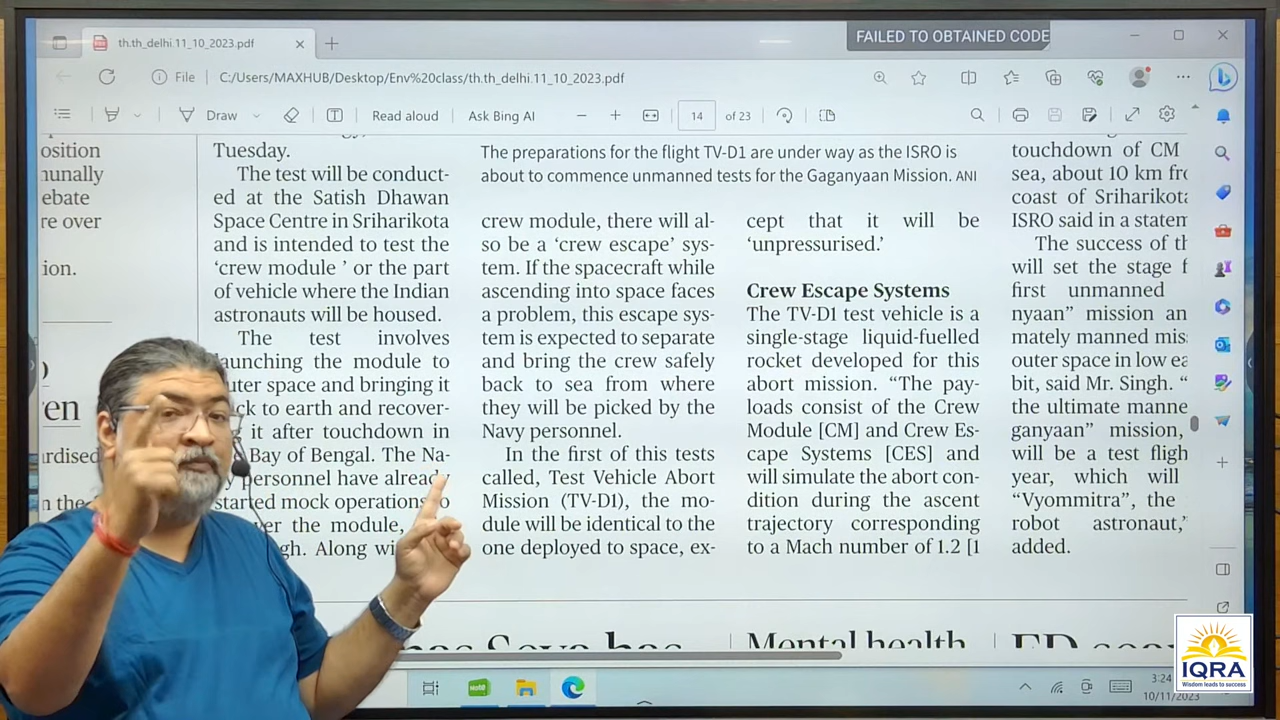 th.th_delhi 11_10_2023.pdf
FAILED TO OBTAINED CODE
File
C:/Users/MAXHUB/Desktop/Env%20class/th.th_delhi.11_10_2023.pdf
Draw
Read aloud
Ask Bing AI
14
of 23
osition
nunally
ebate
re over
ion.
en
rdised
n the
Tuesday.
The test will be conduct-
ed at the Satish Dhawan
Space Centre in Sriharikota
and is intended to test the
‘crew module ’ or the part
of vehicle where the Indian
astronauts will be housed.
The test involves
launching the module to
outer space and bringing it
back to earth and recover-
it after touchdown in
Bay of Bengal. The Na-
personnel have already
started mock operations to
the module,
Along
The preparations for the flight TV-D1 are under way as the ISRO is
about to commence unmanned tests for the Gaganyaan Mission. ANI
crew module, there will al-
so be a ‘crew escape’ sys-
tem. If the spacecraft while
ascending into space faces
a problem, this escape sys-
tem is expected to separate
and bring the crew safely
back to sea from where
they will be picked by the
Navy personnel.
In the first of this tests
called, Test Vehicle Abort
Mission (TV-D1), the mo-
dule will be identical to the
one deployed to space, ex-
cept that it will be
‘unpressurised.’
Crew Escape Systems
The TV-D1 test vehicle is a
single-stage liquid-fuelled
rocket developed for this
abort mission. “The pay-
loads consist of the Crew
Module [CM] and Crew Es-
cape Systems [CES] and
will simulate the abort con-
dition during the ascent
trajectory corresponding
to a Mach number of 1.2 [1
touchdown of CM
sea, about 10 km fr
coast of Sriharikota
ISRO said in a statem
The success of th
will set the stage f
first unmanned
nyaan” mission an
mately manned mis
outer space in low ea
bit, said Mr. Singh. “
the ultimate manne
ganyaan” mission,
will be a test fligh
year, which will
“Vyommitra”, the
robot astronaut,”
added.
Mental health
3:24
10/11/2023
IQRA
Wisdom leads to success